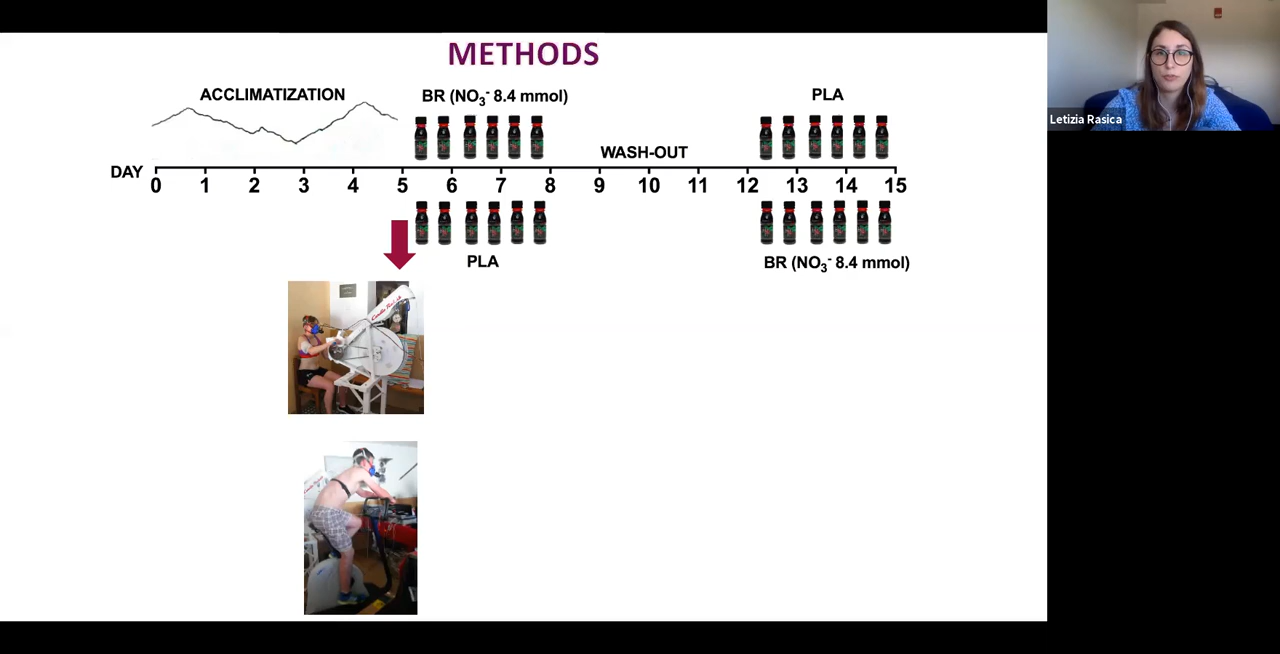 METHODS
ACCLIMATIZATION
BR (NO₃⁻ 8.4 mmol)
PLA
WASH-OUT
DAY
0 1 2 3 4 5 6 7 8 9 10 11 12 13 14 15
PLA
BR (NO₃⁻ 8.4 mmol)
Letizia Rasica